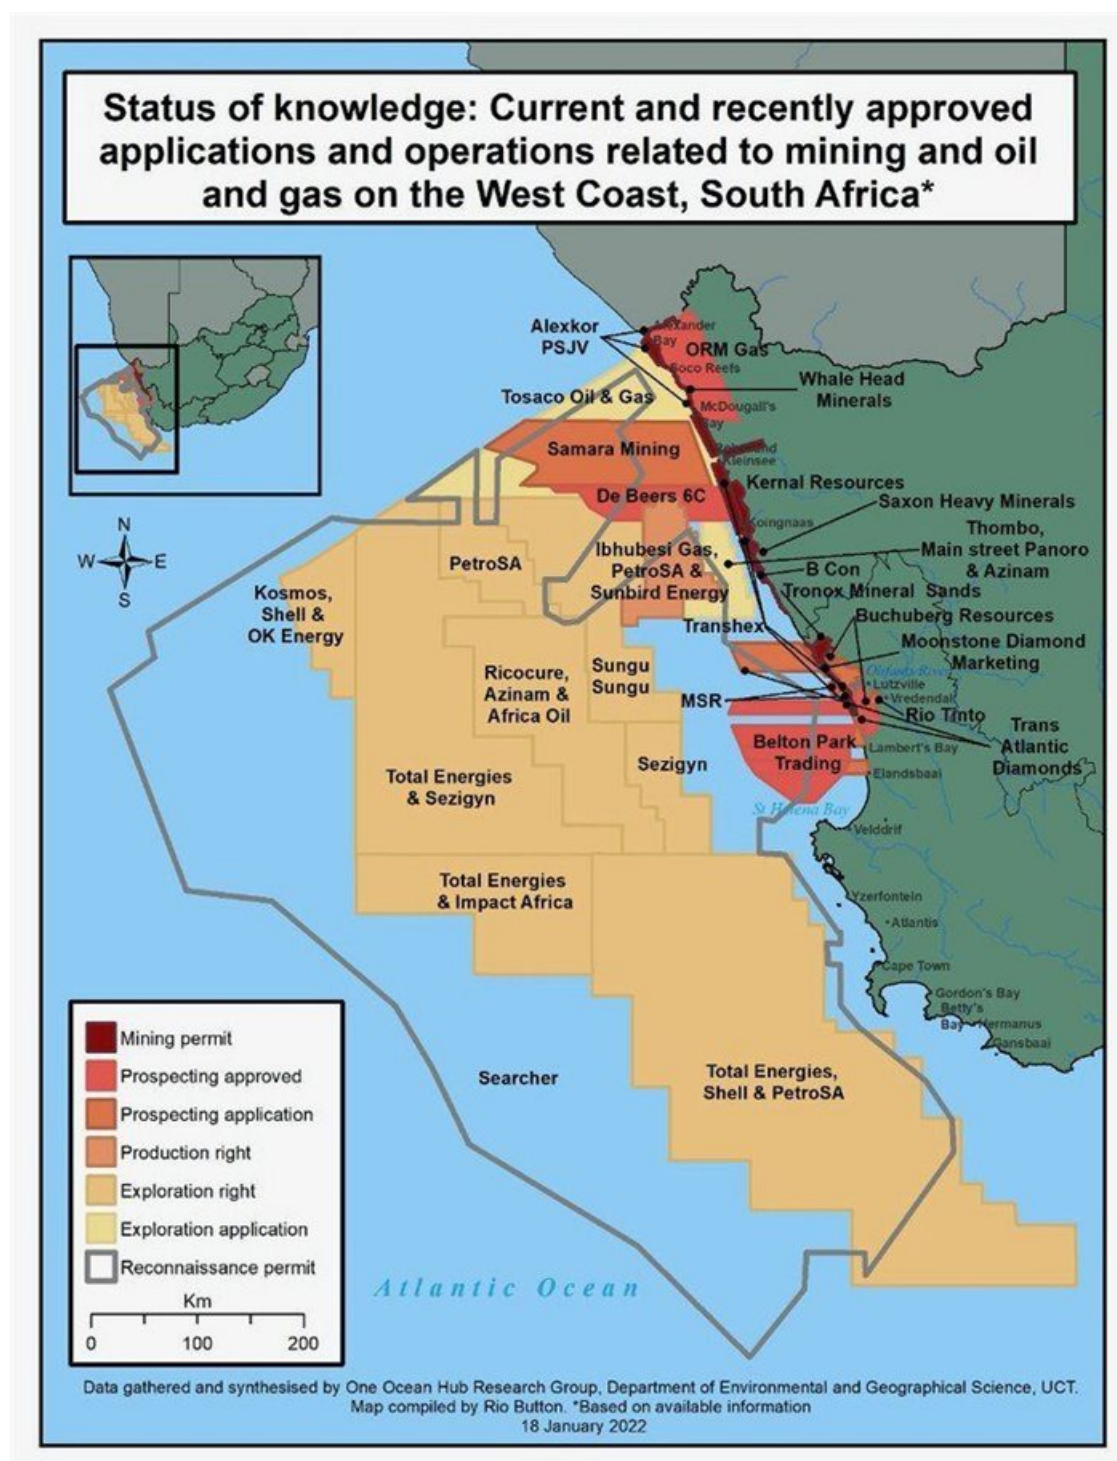 Status of knowledge: Current and recently approved
applications and operations related to mining and oil
and gas on the West Coast, South Africa*
Alexkor
PSJV
Alexander
Bay
ORM Gas
Soco Reefs
Whale Head
Minerals
Tosaco Oil & Gas
McDougall's
Bay
Samara Mining
Kleinsee
De Beers 6C
Kernal Resources
Saxon Heavy Minerals
Koingnaas
Thombo,
Main street Panoro
& Azinam
N
W
E
S
PetroSA
Ibhubesi Gas,
PetroSA &
Sunbird Energy
B Con
Tronox Mineral Sands
Kosmos,
Shell &
OK Energy
Buchuberg Resources
Transhex
Moonstone Diamond
Marketing
Ricocure,
Azinam &
Africa Oil
Sungu
Sungu
Olifants River
Lutzville
MSR
Vredendal
Rio Tinto
Trans
Atlantic
Diamonds
Belton Park
Trading
Lambert's Bay
Sezigyn
Elandsbaai
Total Energies
& Sezigyn
St Helena Bay
Velddrif
Total Energies
& Impact Africa
Yzerfontein
Atlantis
Cape Town
Gordon's Bay
Betty's
Bay
Hermanus
Gansbaai
Searcher
Total Energies,
Shell & PetroSA
Mining permit
Prospecting approved
Prospecting application
Production right
Exploration right
Exploration application
Reconnaissance permit
Km
0 100 200
Atlantic Ocean
Data gathered and synthesised by One Ocean Hub Research Group, Department of Environmental and Geographical Science, UCT.
Map compiled by Rio Button. *Based on available information
18 January 2022